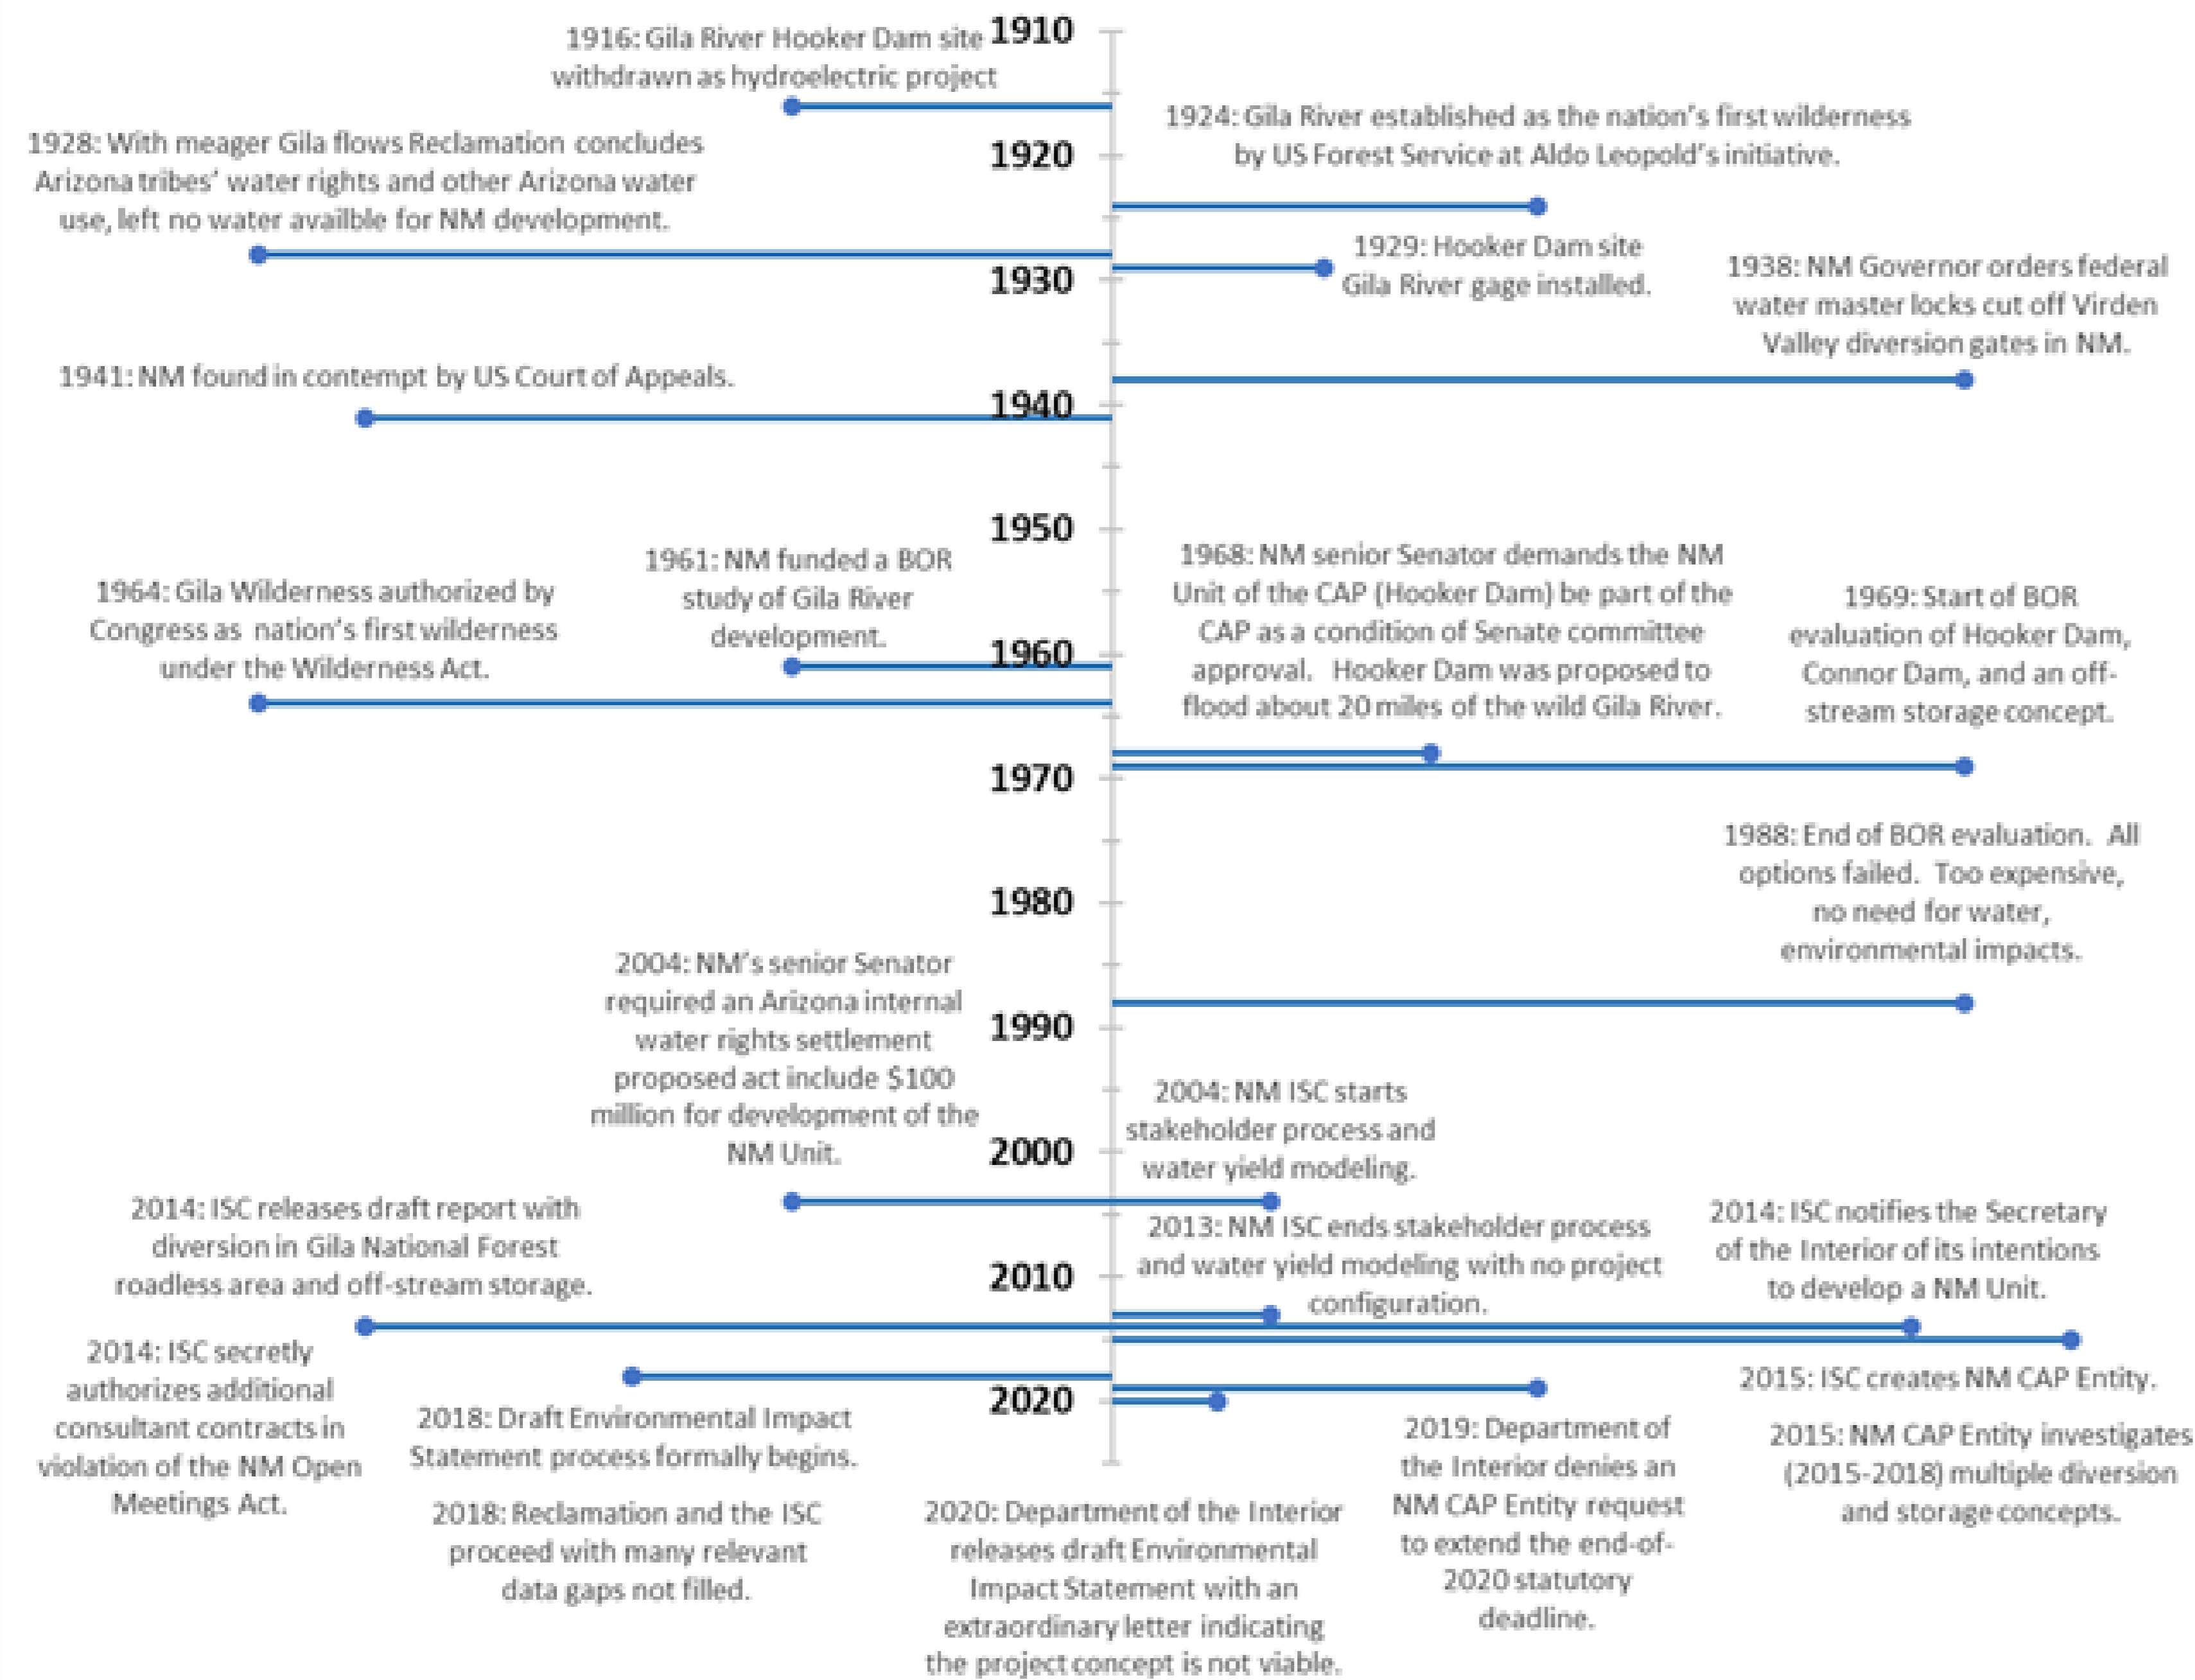 1910
1916: Gila River Hooker Dam site
withdrawn as hydroelectric project
1924: Gila River established as the nation's first wilderness
by US Forest Service at Aldo Leopold's initiative.
1920
1928: With meager Gila flows Reclamation concludes
Arizona tribes' water rights and other Arizona water
use, left no water availble for NM development.
1929: Hooker Dam site
Gila River gage installed.
1930
1938: NM Governor orders federal
water master locks cut off Virden
Valley diversion gates in NM.
1941: NM found in contempt by US Court of Appeals.
1940
1950
1961: NM funded a BOR
study of Gila River
development.
1964: Gila Wilderness authorized by
Congress as nation's first wilderness
under the Wilderness Act.
1960
1968: NM senior Senator demands the NM
Unit of the CAP (Hooker Dam) be part of the
CAP as a condition of Senate committee
approval. Hooker Dam was proposed to
flood about 20 miles of the wild Gila River.
1969: Start of BOR
evaluation of Hooker Dam,
Connor Dam, and an off-
stream storage concept.
1970
1980
1988: End of BOR evaluation. All
options failed. Too expensive,
no need for water,
environmental impacts.
1990
2004: NM's senior Senator
required an Arizona internal
water rights settlement
proposed act include $100
million for development of the
NM Unit.
2004: NM ISC starts
stakeholder process and
water yield modeling.
2000
2014: ISC releases draft report with
diversion in Gila National Forest
roadless area and off-stream storage.
2013: NM ISC ends stakeholder process
and water yield modeling with no project
configuration.
2014: ISC notifies the Secretary
of the Interior of its intentions
to develop a NM Unit.
2010
2014: ISC secretly
authorizes additional
consultant contracts in
violation of the NM Open
Meetings Act.
2015: ISC creates NM CAP Entity.
2020
2018: Draft Environmental Impact
Statement process formally begins.
2019: Department of
the Interior denies an
NM CAP Entity request
to extend the end-of-
2020 statutory
deadline.
2015: NM CAP Entity investigates
(2015-2018) multiple diversion
and storage concepts.
2018: Reclamation and the ISC
proceed with many relevant
data gaps not filled.
2020: Department of the Interior
releases draft Environmental
Impact Statement with an
extraordinary letter indicating
the project concept is not viable.